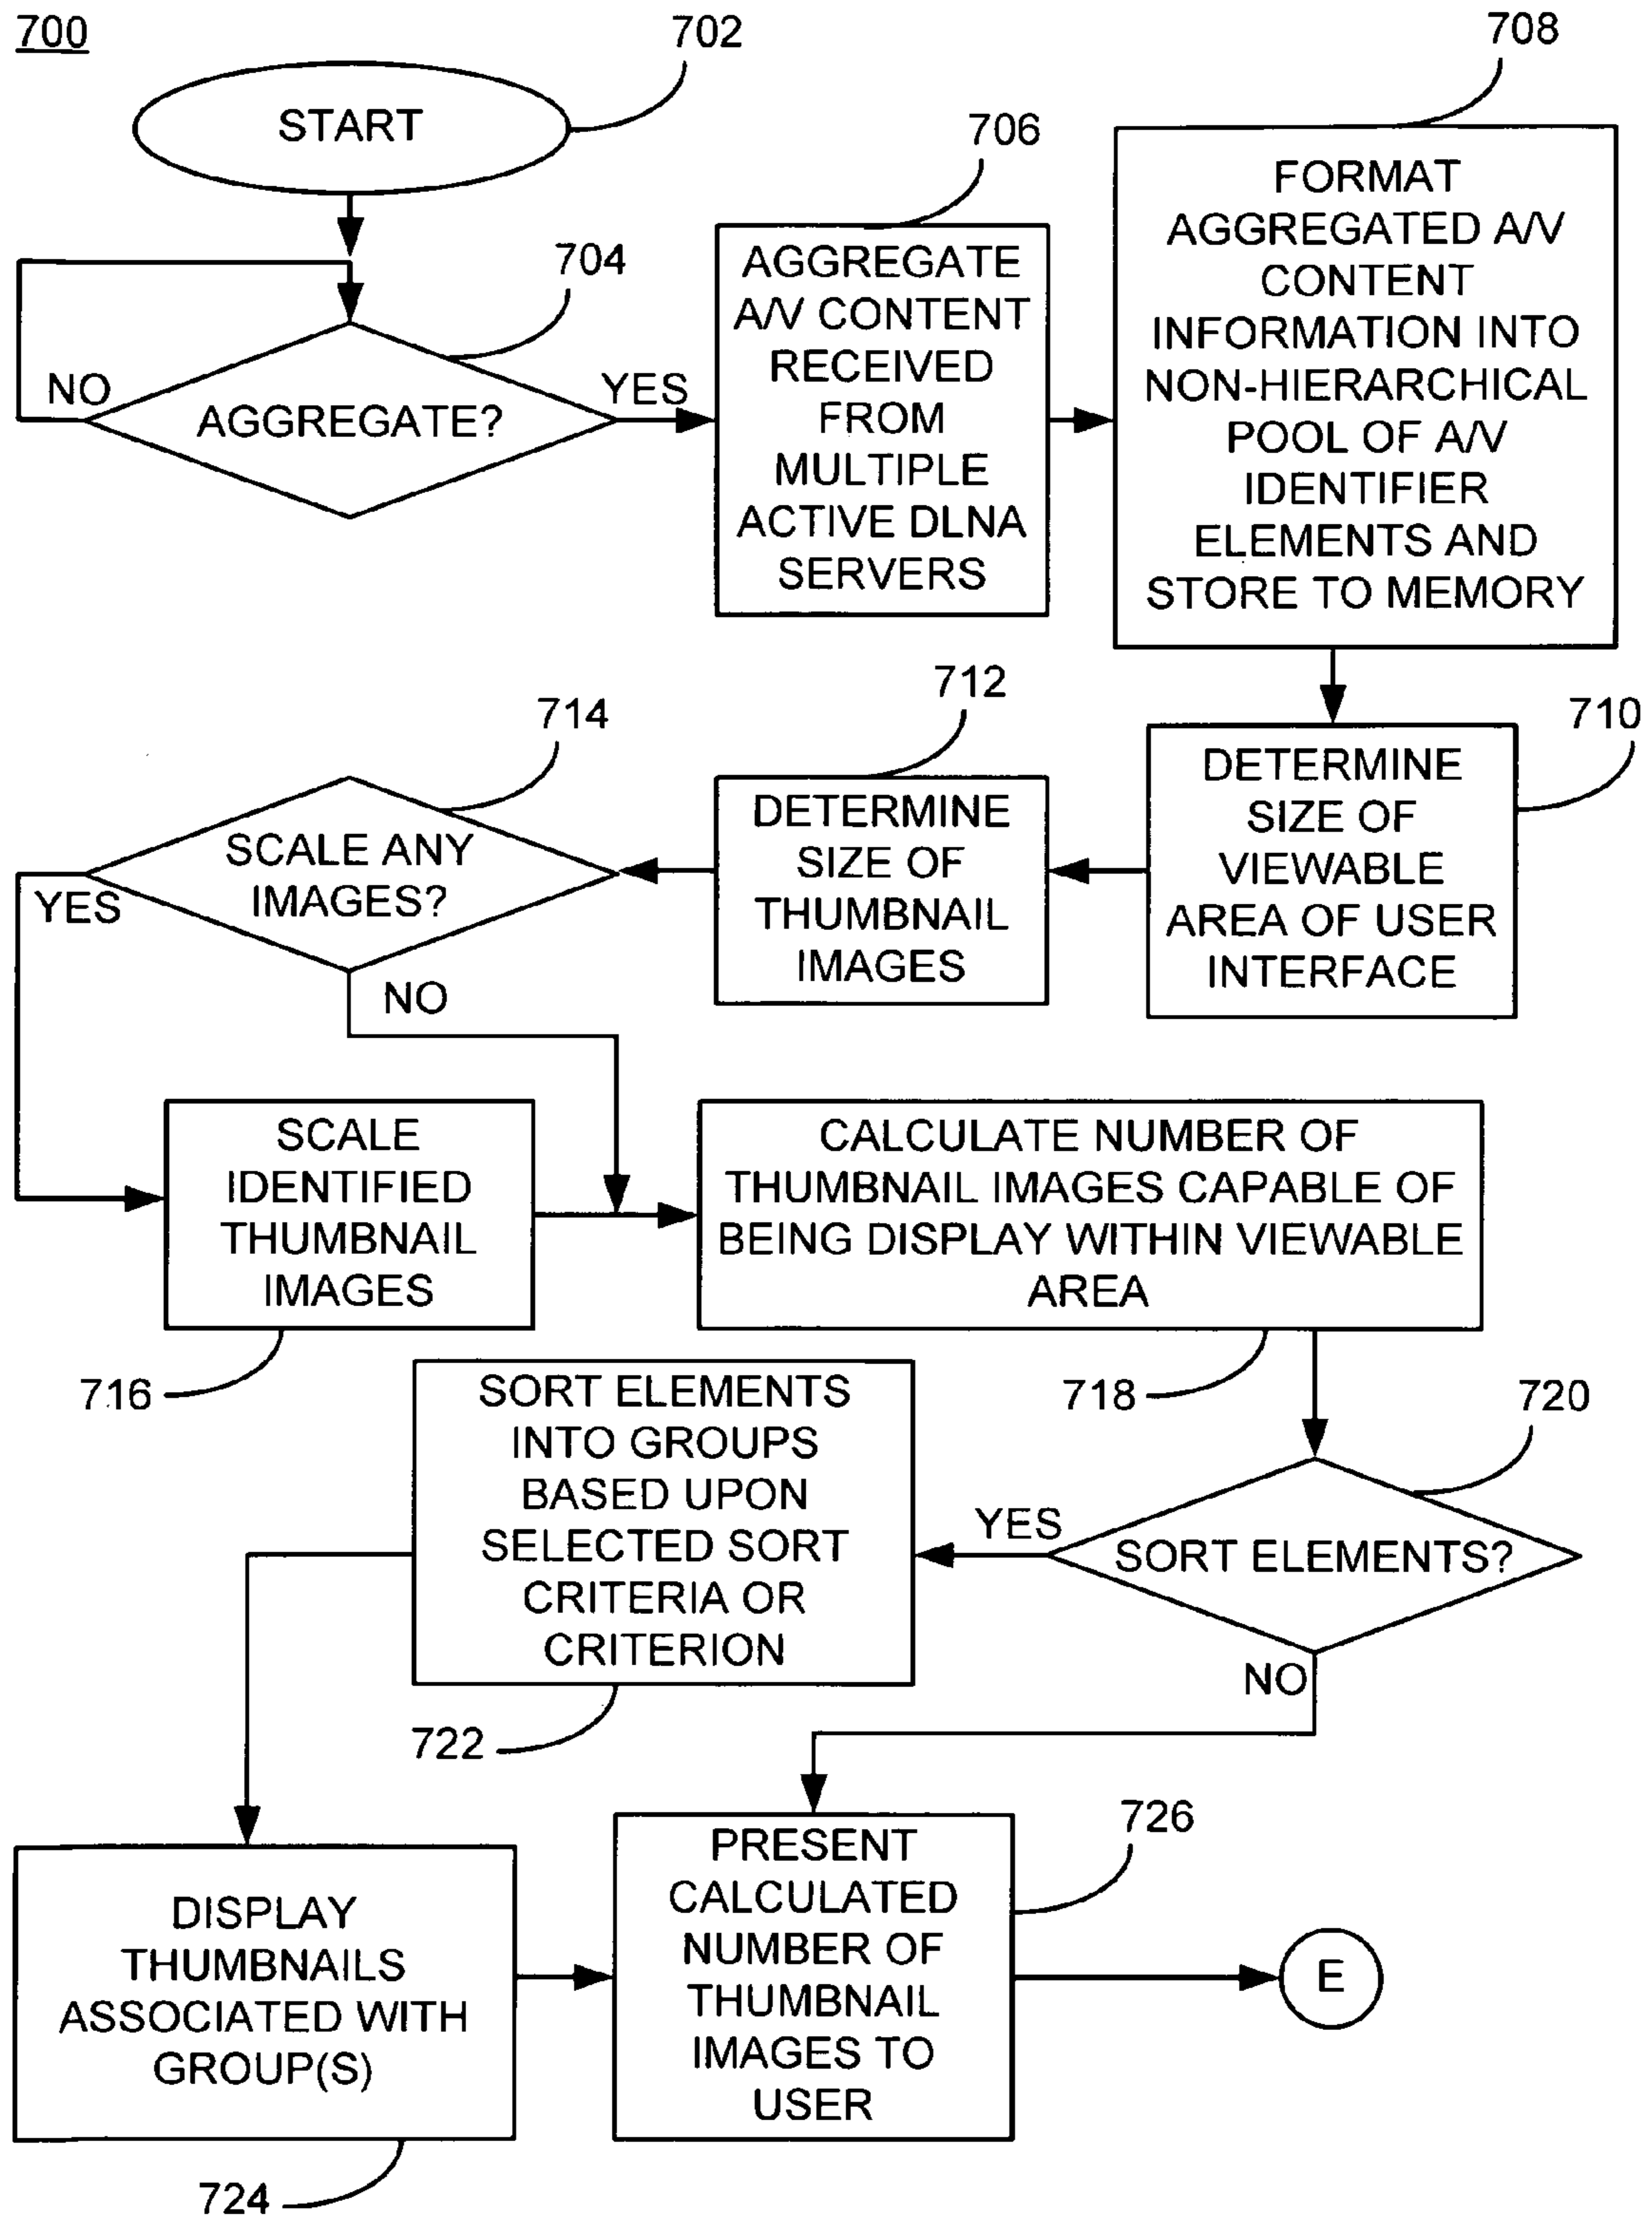 700
702
START
704
AGGREGATE?
NO
YES
706
AGGREGATE
A/V CONTENT
RECEIVED
FROM
MULTIPLE
ACTIVE DLNA
SERVERS
708
FORMAT
AGGREGATED A/V
CONTENT
INFORMATION INTO
NON-HIERARCHICAL
POOL OF A/V
IDENTIFIER
ELEMENTS AND
STORE TO MEMORY
710
DETERMINE
SIZE OF
VIEWABLE
AREA OF USER
INTERFACE
712
DETERMINE
SIZE OF
THUMBNAIL
IMAGES
714
SCALE ANY
IMAGES?
YES
NO
SCALE
IDENTIFIED
THUMBNAIL
IMAGES
716
CALCULATE NUMBER OF
THUMBNAIL IMAGES CAPABLE OF
BEING DISPLAY WITHIN VIEWABLE
AREA
718
720
SORT ELEMENTS?
YES
NO
SORT ELEMENTS
INTO GROUPS
BASED UPON
SELECTED SORT
CRITERIA OR
CRITERION
722
DISPLAY
THUMBNAILS
ASSOCIATED WITH
GROUP(S)
724
726
PRESENT
CALCULATED
NUMBER OF
THUMBNAIL
IMAGES TO
USER
E